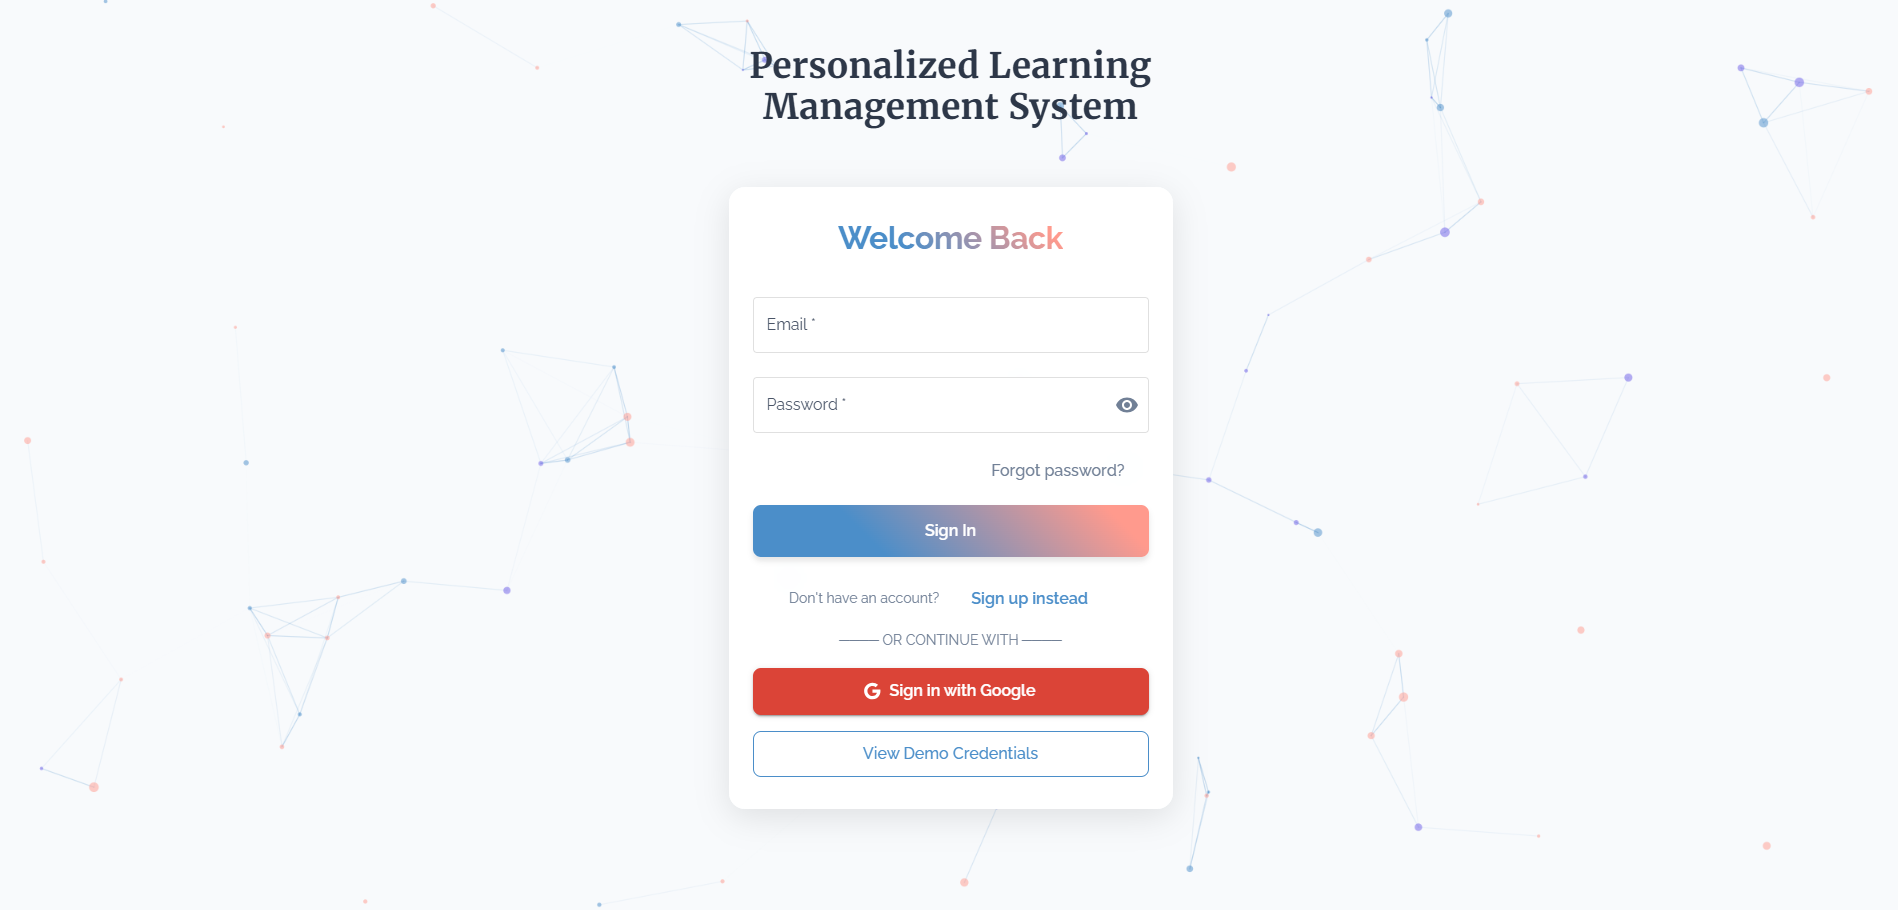 Personalized Learning
Management System
Welcome Back
Email *
Password *
Forgot password?
Sign In
Don't have an account? Sign up instead
OR CONTINUE WITH
Sign in with Google
View Demo Credentials